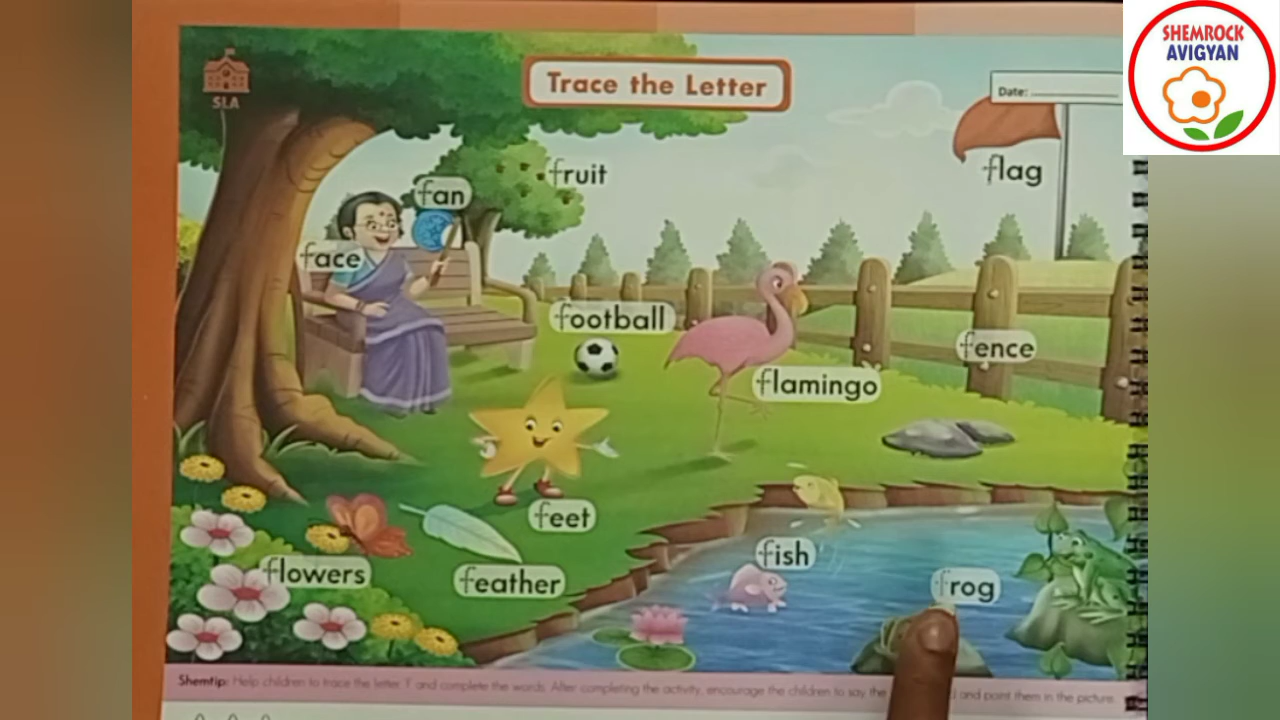 SHEMROCK
AVIGYAN
SLA
Trace the Letter
Date:
fruit
flag
fan
face
football
fence
flamingo
feet
fish
flowers
feather
frog
Shemtip: Help children to trace the letter 'f' and complete the words. After completing the activity, encourage the children to say the and point them in the picture.